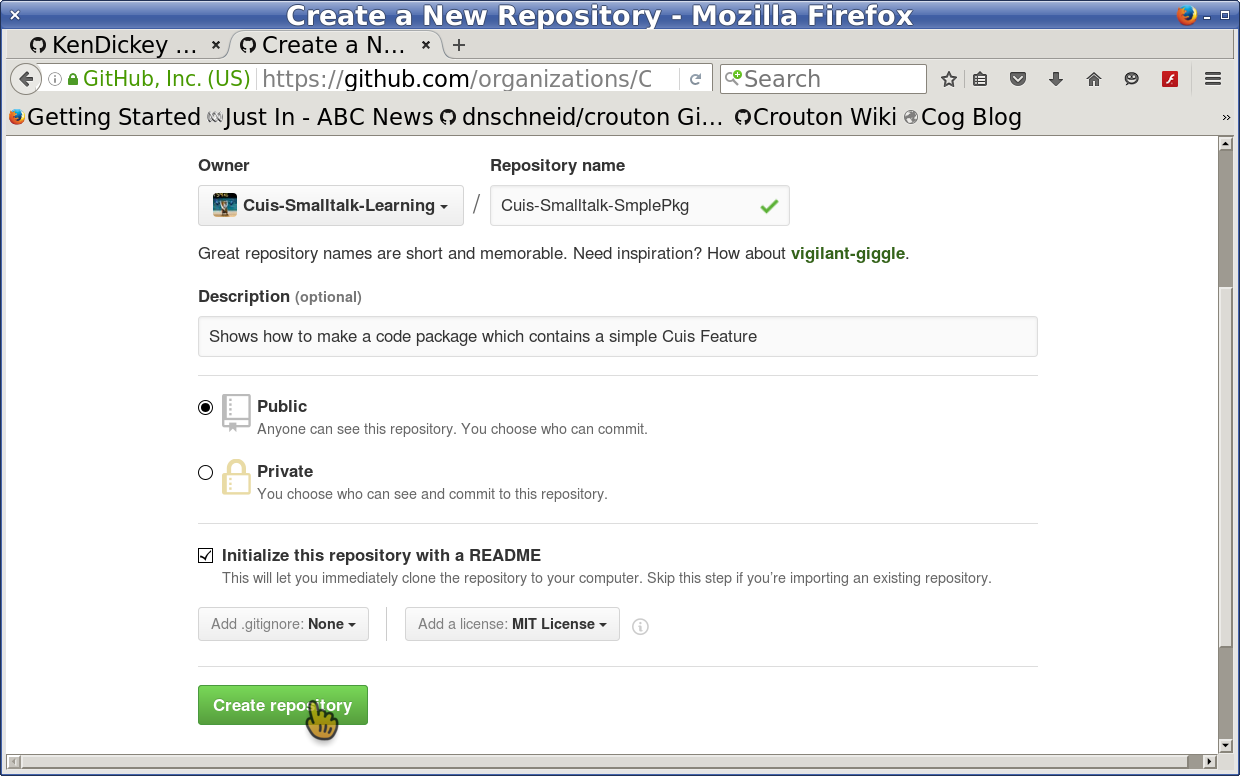 Create a New Repository - Mozilla Firefox
KenDickey ...
Create a N...
GitHub, Inc. (US) https://github.com/organizations/C
Search
Getting Started Just In - ABC News dnschneid/crouton Gi... Crouton Wiki Cog Blog
Owner Repository name
Cuis-Smalltalk-Learning / Cuis-Smalltalk-SmplePkg
Great repository names are short and memorable. Need inspiration? How about vigilant-giggle.
Description (optional)
Shows how to make a code package which contains a simple Cuis Feature
Public
Anyone can see this repository. You choose who can commit.
Private
You choose who can see and commit to this repository.
Initialize this repository with a README
This will let you immediately clone the repository to your computer. Skip this step if you’re importing an existing repository.
Add .gitignore: None Add a license: MIT License
Create repository